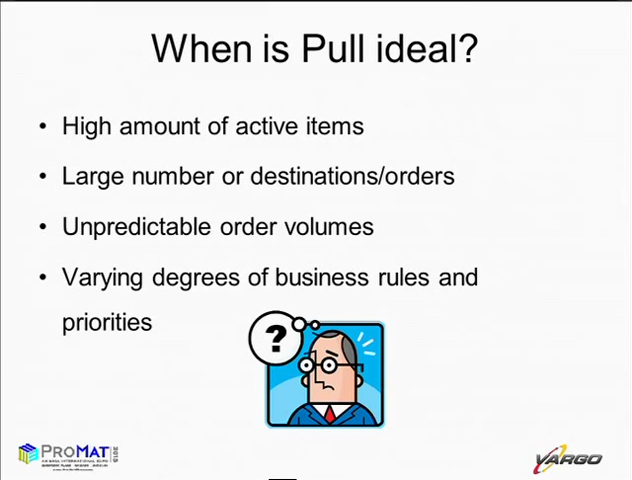 When is Pull ideal?
• High amount of active items
• Large number or destinations/orders
• Unpredictable order volumes
• Varying degrees of business rules and
priorities
?
PROMAT
2015
VARGO